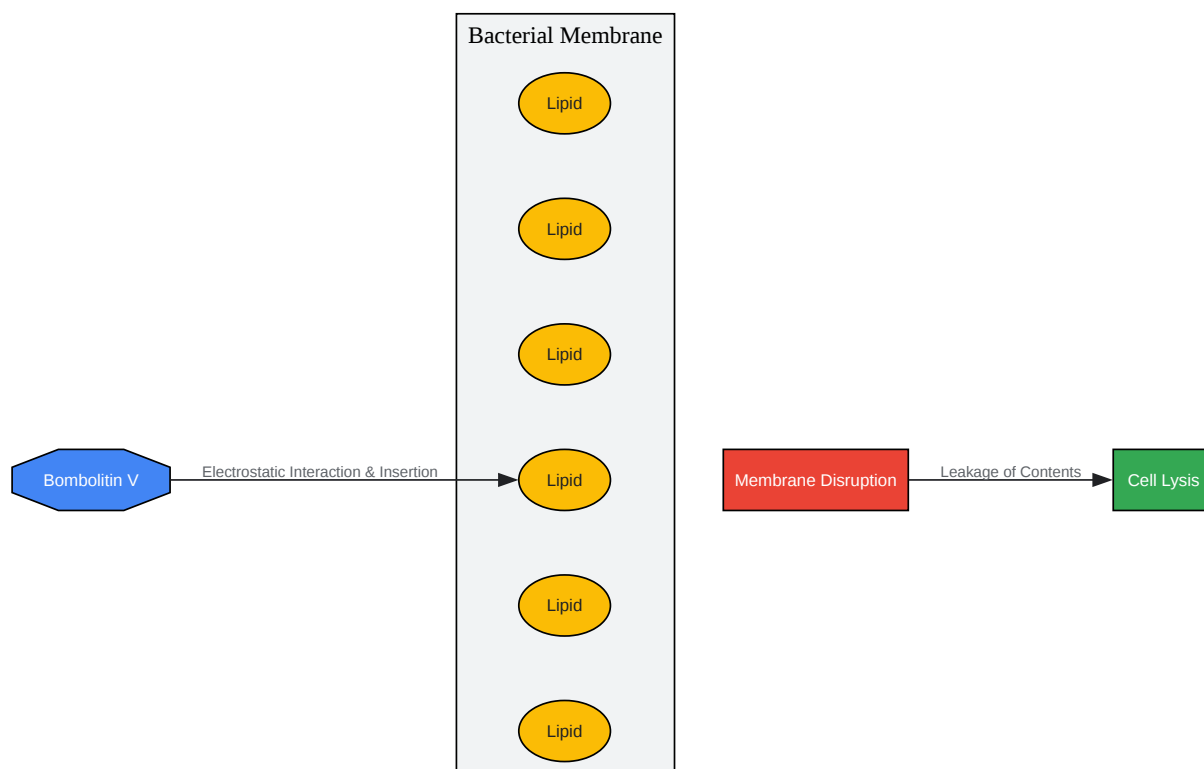 Bacterial Membrane
Lipid
Lipid
Lipid
Bombolitin V
Electrostatic Interaction & Insertion
Lipid
Membrane Disruption
Leakage of Contents
Cell Lysis
Lipid
Lipid